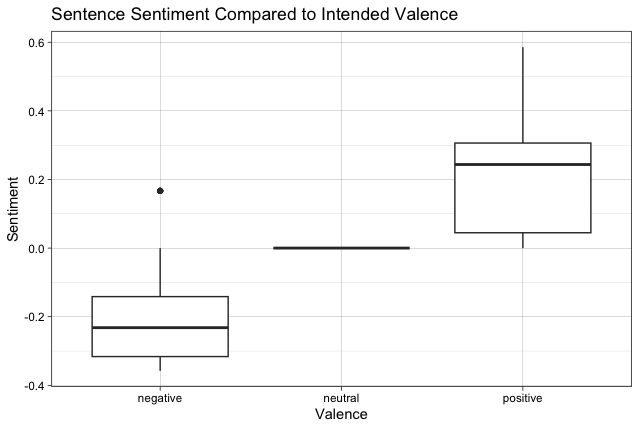 Sentence Sentiment Compared to Intended Valence
0.6
0.4
0.2
0.0
-0.2
-0.4
Sentiment
negative neutral positive
Valence